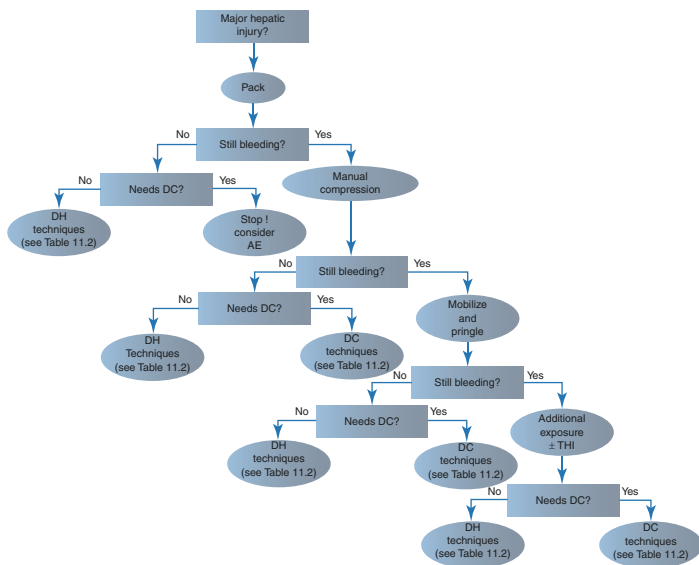 Major hepatic
injury?
Pack
Still bleeding?
No
Yes
Needs DC?
No
Yes
Manual
compression
DH
techniques
(see Table 11.2)
Stop !
consider
AE
Still bleeding?
No
Yes
Needs DC?
No
Yes
Mobilize
and
pringle
DH
Techniques
(see Table 11.2)
DC
techniques
(see Table 11.2)
Still bleeding?
No
Yes
Needs DC?
No
Yes
Additional
exposure
± THI
DH
techniques
(see Table 11.2)
DC
techniques
(see Table 11.2)
Needs DC?
No
Yes
DH
techniques
(see Table 11.2)
DC
techniques
(see Table 11.2)